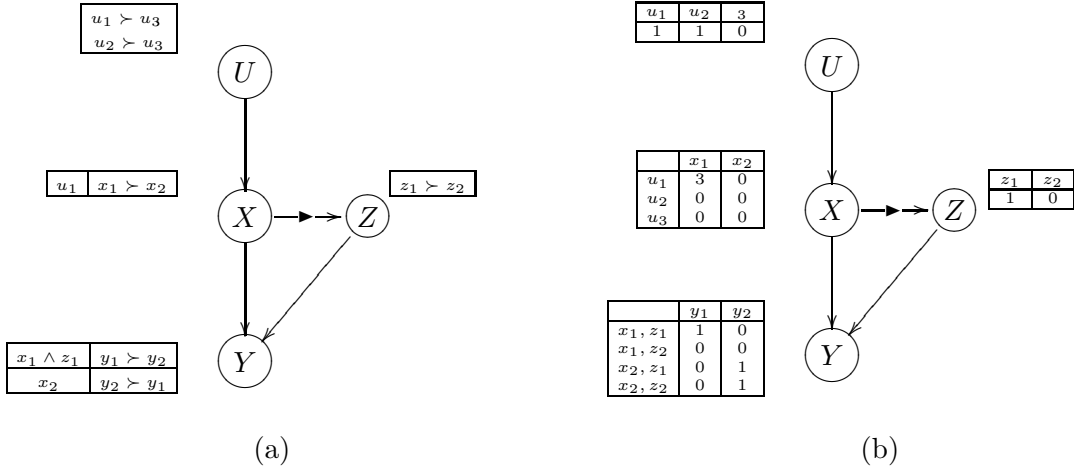 u₁ ≻ u₃
u₂ ≻ u₃
U
u₁ x₁ ≻ x₂
X
Z
z₁ ≻ z₂
x₁ ∧ z₁ y₁ ≻ y₂
x₂ y₂ ≻ y₁
Y
(a)
u₁ u₂ 3
1 1 0
U
x₁ x₂
u₁ 3 0
u₂ 0 0
u₃ 0 0
X
Z
z₁ z₂
1 0
y₁ y₂
x₁, z₁ 1 0
x₁, z₂ 0 0
x₂, z₁ 0 1
x₂, z₂ 0 1
Y
(b)